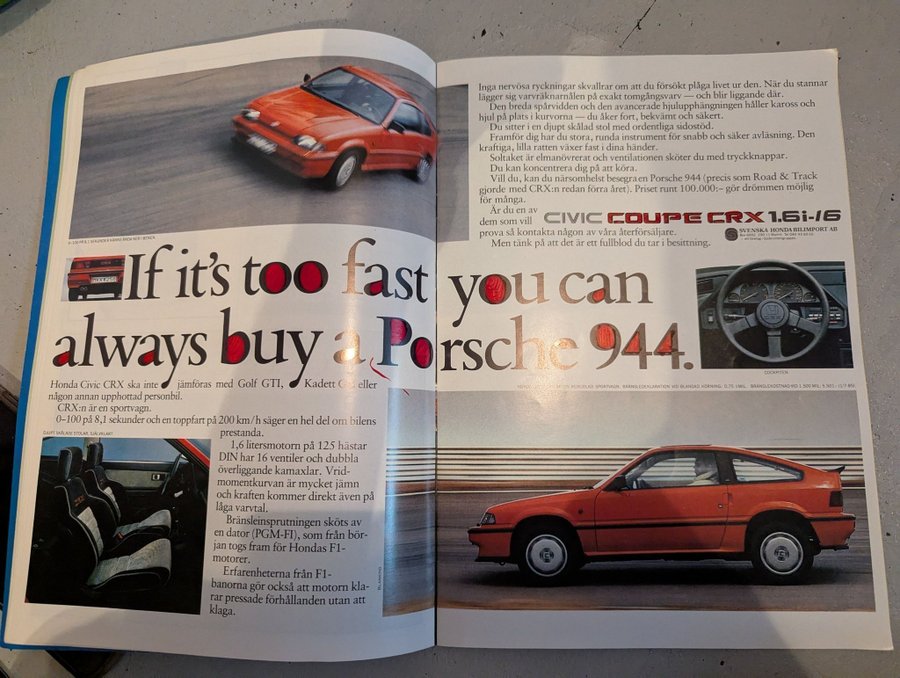 If it's too fast you can
always buy a Porsche 944.
Honda Civic CRX ska inte jämföras med Golf GTI, Kadett eller
någon annan upphottad personbil.
CRX:n är en sportvagn.
0–100 på 8,1 sekunder och en toppfart på 200 km/h säger en hel del om bilens
prestanda.
1,6 litersmotorn på 125 hästar
DIN har 16 ventiler och dubbla
överliggande kamaxlar. Vrid-
momentkurvan är mycket jämn
och kraften kommer direkt även på
låga varvtal.
Bränsleinsprutningen sköts av
en dator (PGM-FI), som från bör-
jan togs fram för Hondas F1-
motorer.
Erfarenheterna från F1-
banorna gör också att motorn kla-
rar pressade förhållanden utan att
klaga.
DJUPT SKÅLADE STOLAR, SJÄLVKLART
Inga nervösa ryckningar skvallrar om att du försökt plåga livet ur den. När du stannar
lägger sig varvräknarnålen på exakt tomgångsvarv — och blir liggande där.
Den breda spårvidden och den avancerade hjulupphängningen håller kaross och
hjul på plats i kurvorna — du åker fort, bekvämt och säkert.
Du sitter i en djupt skålad stol med ordentliga sidostöd.
Framför dig har du stora, runda instrument för snabb och säker avläsning. Den
kraftiga, lilla ratten växer fast i dina händer.
Soltaket är elmanövrerat och ventilationen sköter du med tryckknappar.
Du kan koncentrera dig på att köra.
Vill du, kan du närsomhelst besegra en Porsche 944 (precis som Road & Track
gjorde med CRX:n redan förra året). Priset runt 100.000:– gör drömmen möjlig
för många.
Är du en av
dem som vill
prova så kontakta någon av våra återförsäljare.
Men tänk på att det är ett fullblod du tar i besittning.
CIVIC COUPE CRX 1.6i-16
SVENSKA HONDA BILIMPORT AB
COCKPITEN